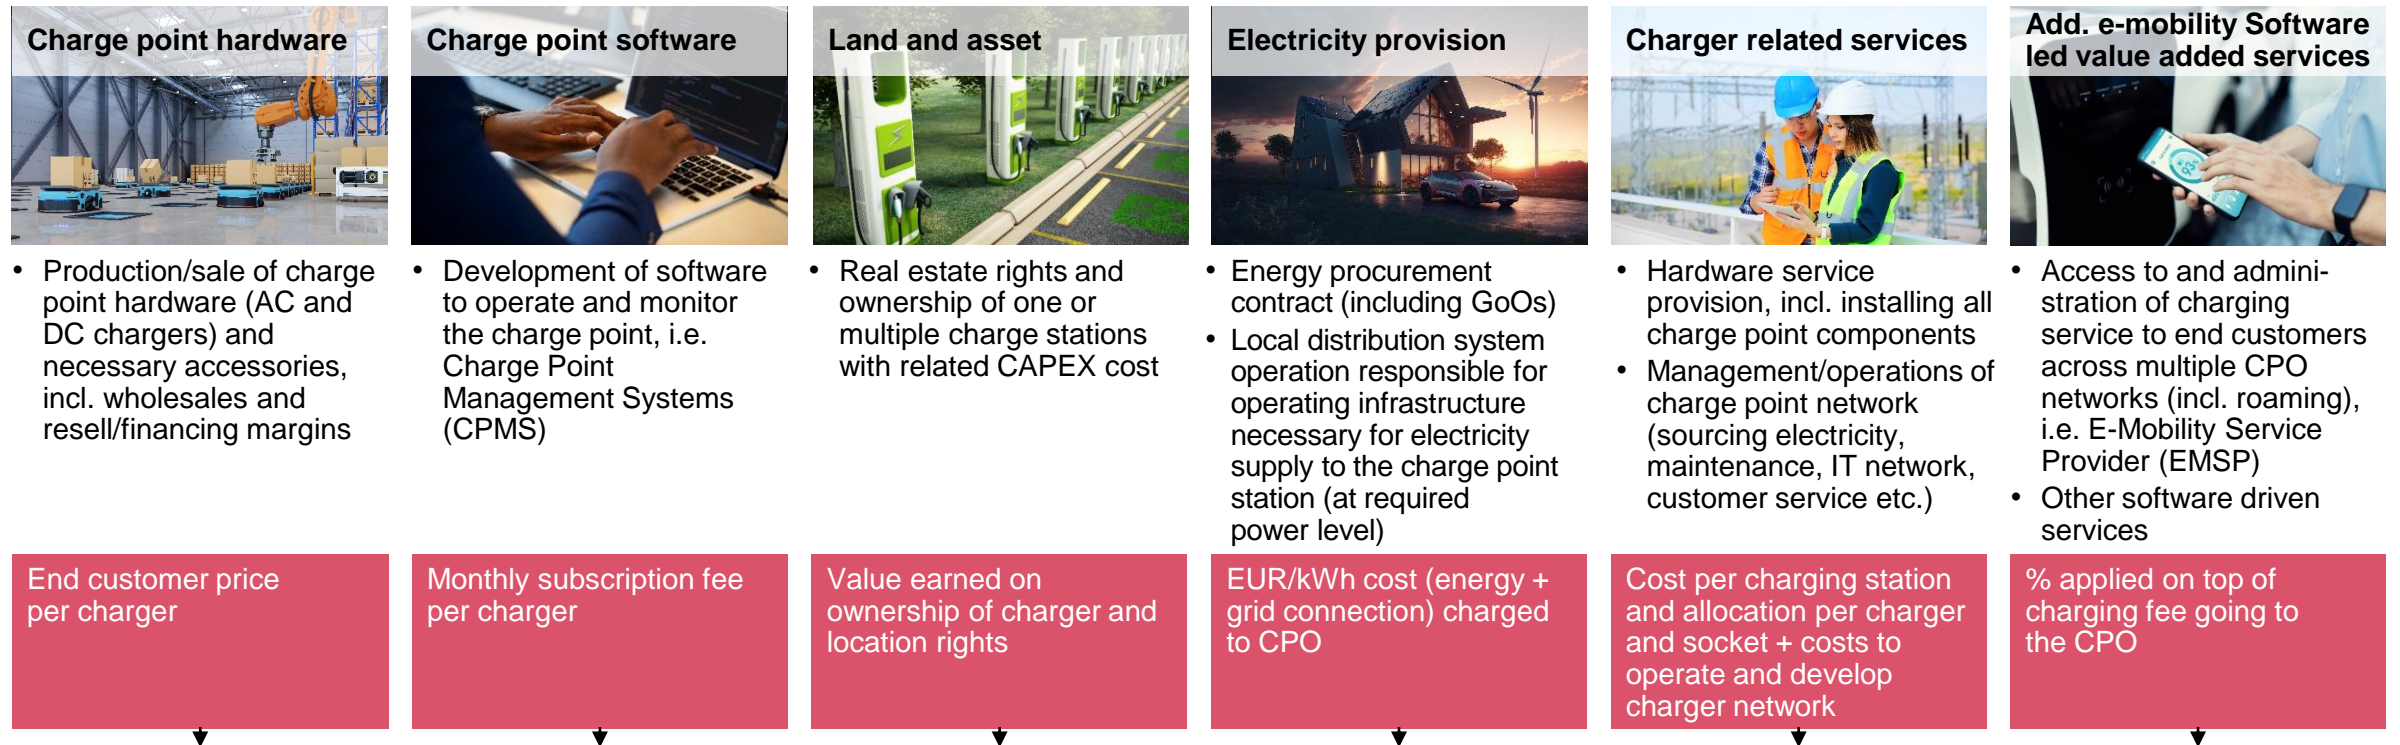 Charge point hardware
• Production/sale of charge
point hardware (AC and
DC chargers) and
necessary accessories,
incl. wholesales and
resell/financing margins
End customer price
per charger
Charge point software
• Development of software
to operate and monitor
the charge point, i.e.
Charge Point
Management Systems
(CPMS)
Monthly subscription fee
per charger
Land and asset
• Real estate rights and
ownership of one or
multiple charge stations
with related CAPEX cost
Value earned on
ownership of charger and
location rights
Electricity provision
• Energy procurement
contract (including GoOs)
• Local distribution system
operation responsible for
operating infrastructure
necessary for electricity
supply to the charge point
station (at required
power level)
EUR/kWh cost (energy +
grid connection) charged
to CPO
Charger related services
• Hardware service
provision, incl. installing all
charge point components
• Management/operations of
charge point network
(sourcing electricity,
maintenance, IT network,
customer service etc.)
Cost per charging station
and allocation per charger
and socket + costs to
operate and develop
charger network
Add. e-mobility Software
led value added services
• Access to and admini-
stration of charging
service to end customers
across multiple CPO
networks (incl. roaming),
i.e. E-Mobility Service
Provider (EMSP)
• Other software driven
services
% applied on top of
charging fee going to
the CPO